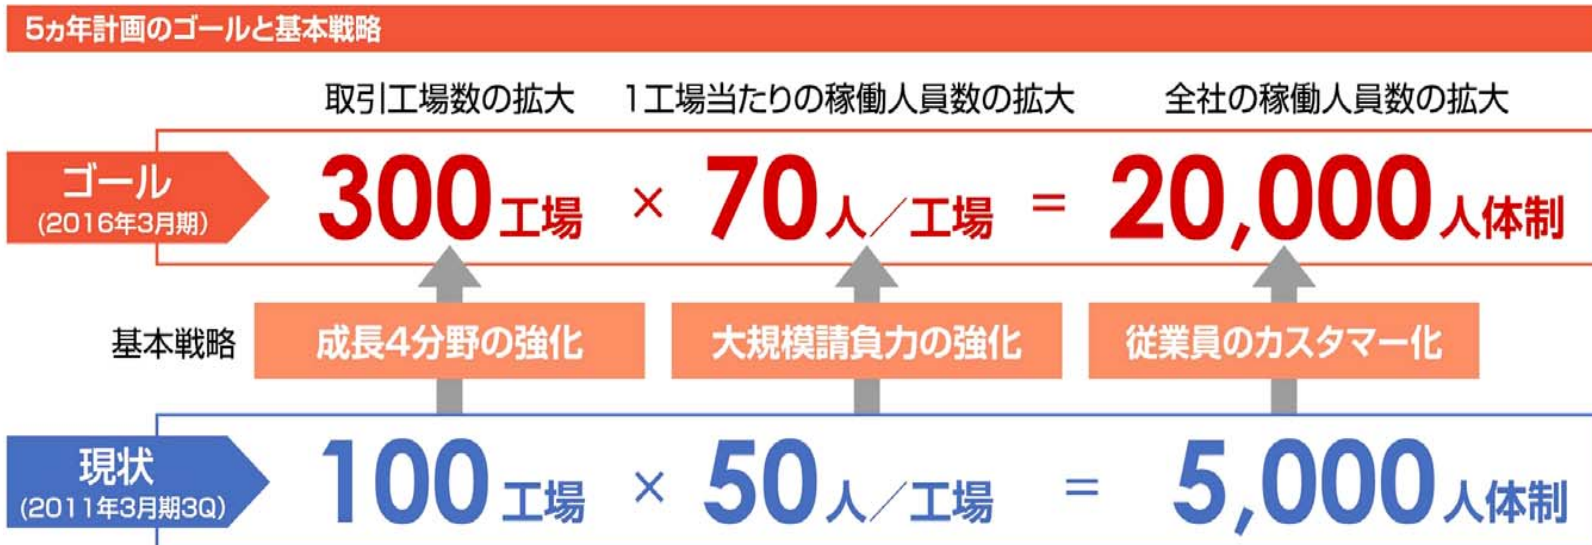 5ヵ年計画のゴールと基本戦略
取引工場数の拡大 1工場当たりの稼働人員数の拡大 全社の稼働人員数の拡大
ゴール
(2016年3月期)
300工場 × 70人／工場 = 20,000人体制
基本戦略 成長4分野の強化 大規模請負力の強化 従業員のカスタマー化
現状
(2011年3月期3Q)
100工場 × 50人／工場 = 5,000人体制